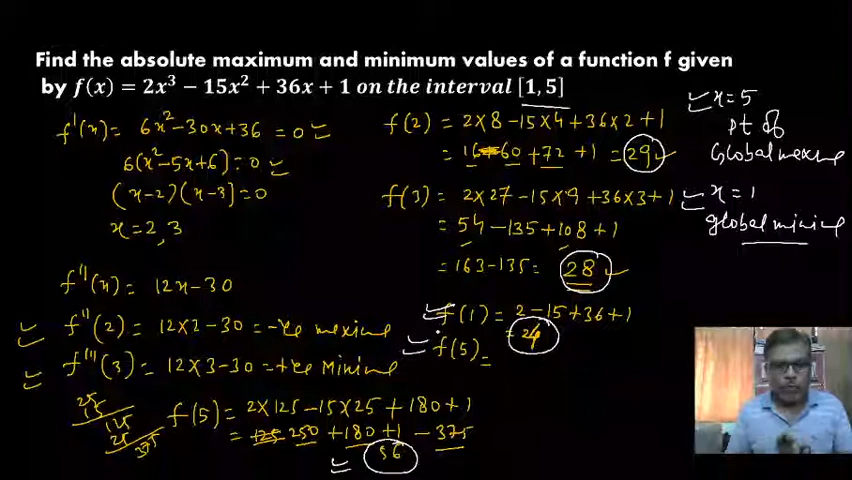 Find the absolute maximum and minimum values of a function f given
by f(x) = 2x³ − 15x² + 36x + 1 on the interval [1, 5]
f'(x) = 6x² − 30x + 36 = 0
6(x² − 5x + 6) = 0
(x−2)(x−3) = 0
x = 2, 3
f''(x) = 12x − 30
f''(2) = 12×2 − 30 = −ve maxima
f'''(3) = 12×3 − 30 = +ve Minima
f(2) = 2×8 − 15×4 + 36×2 + 1
= 16 − 60 + 72 + 1 = 29
f(3) = 2×27 − 15×9 + 36×3 + 1
= 54 − 135 + 108 + 1
= 163 − 135 = 28
f(1) = 2 − 15 + 36 + 1
= 24
f(5) =
f(5) = 2×125 − 15×25 + 180 + 1
= 250 + 180 + 1 − 375
56
25
15
125
25
375
x = 5
pt of
Global maxima
x = 1
global minima